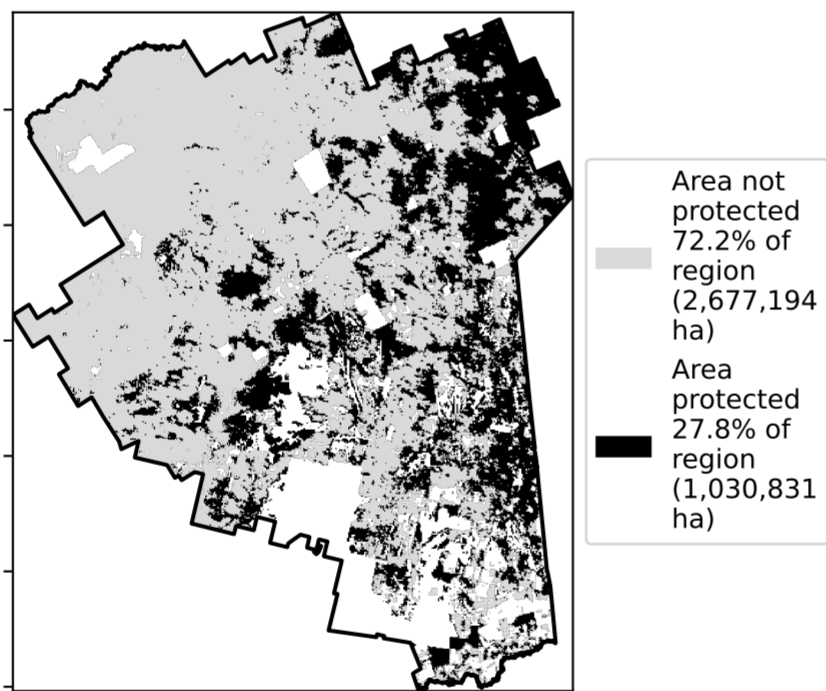 Area not
protected
72.2% of
region
(2,677,194
ha)
Area
protected
27.8% of
region
(1,030,831
ha)